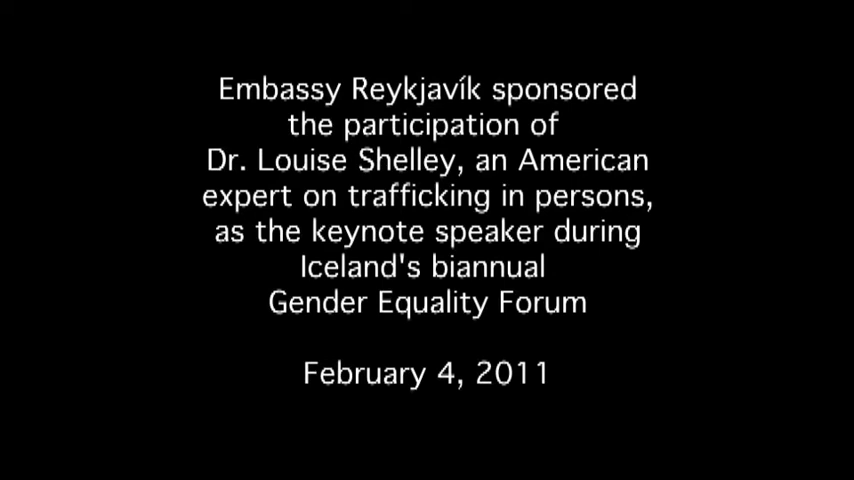 Embassy Reykjavík sponsored
the participation of
Dr. Louise Shelley, an American
expert on trafficking in persons,
as the keynote speaker during
Iceland's biannual
Gender Equality Forum
February 4, 2011